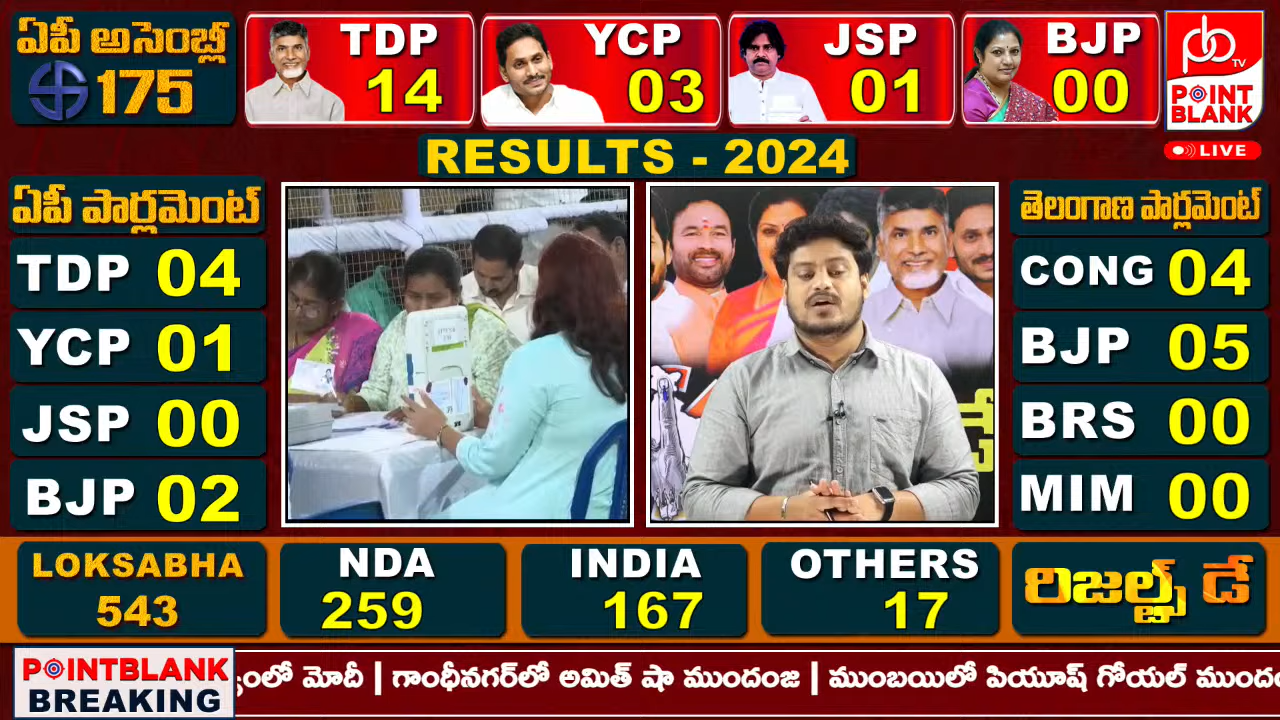 ఏపీ అసెంబ్లీ
175
TDP
14
YCP
03
JSP
01
BJP
00
pb
TV
POINT
BLANK
LIVE
RESULTS - 2024
ఏపీ పార్లమెంట్
TDP 04
YCP 01
JSP 00
BJP 02
తెలంగాణ పార్లమెంట్
CONG 04
BJP 05
BRS 00
MIM 00
LOKSABHA
543
NDA
259
INDIA
167
OTHERS
17
రిజల్ట్స్ డే
POINTBLANK
BREAKING
లో మోదీ | గాంధీనగర్‌లో అమిత్ షా ముందంజ | ముంబయిలో పియూష్ గోయల్